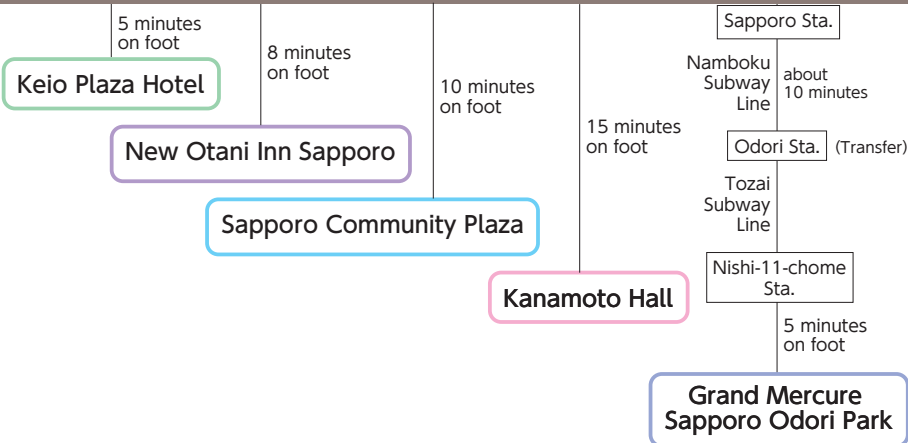 5 minutes
on foot
Keio Plaza Hotel
8 minutes
on foot
New Otani Inn Sapporo
10 minutes
on foot
Sapporo Community Plaza
15 minutes
on foot
Kanamoto Hall
Sapporo Sta.
Namboku
Subway
Line
about
10 minutes
Odori Sta.
(Transfer)
Tozai
Subway
Line
Nishi-11-chome
Sta.
5 minutes
on foot
Grand Mercure
Sapporo Odori Park